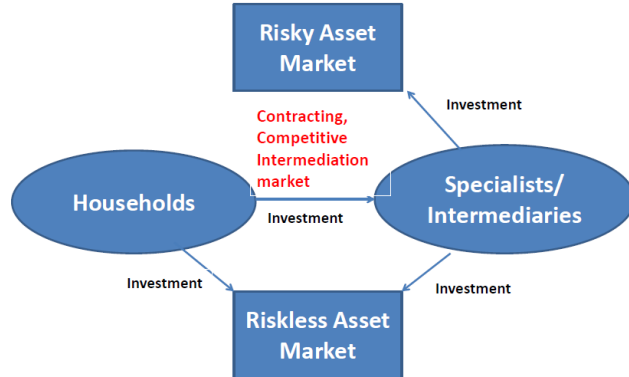 Risky Asset
Market
Investment
Contracting,
Competitive
Intermediation
market
Households
Investment
Specialists/
Intermediaries
Investment
Investment
Riskless Asset
Market